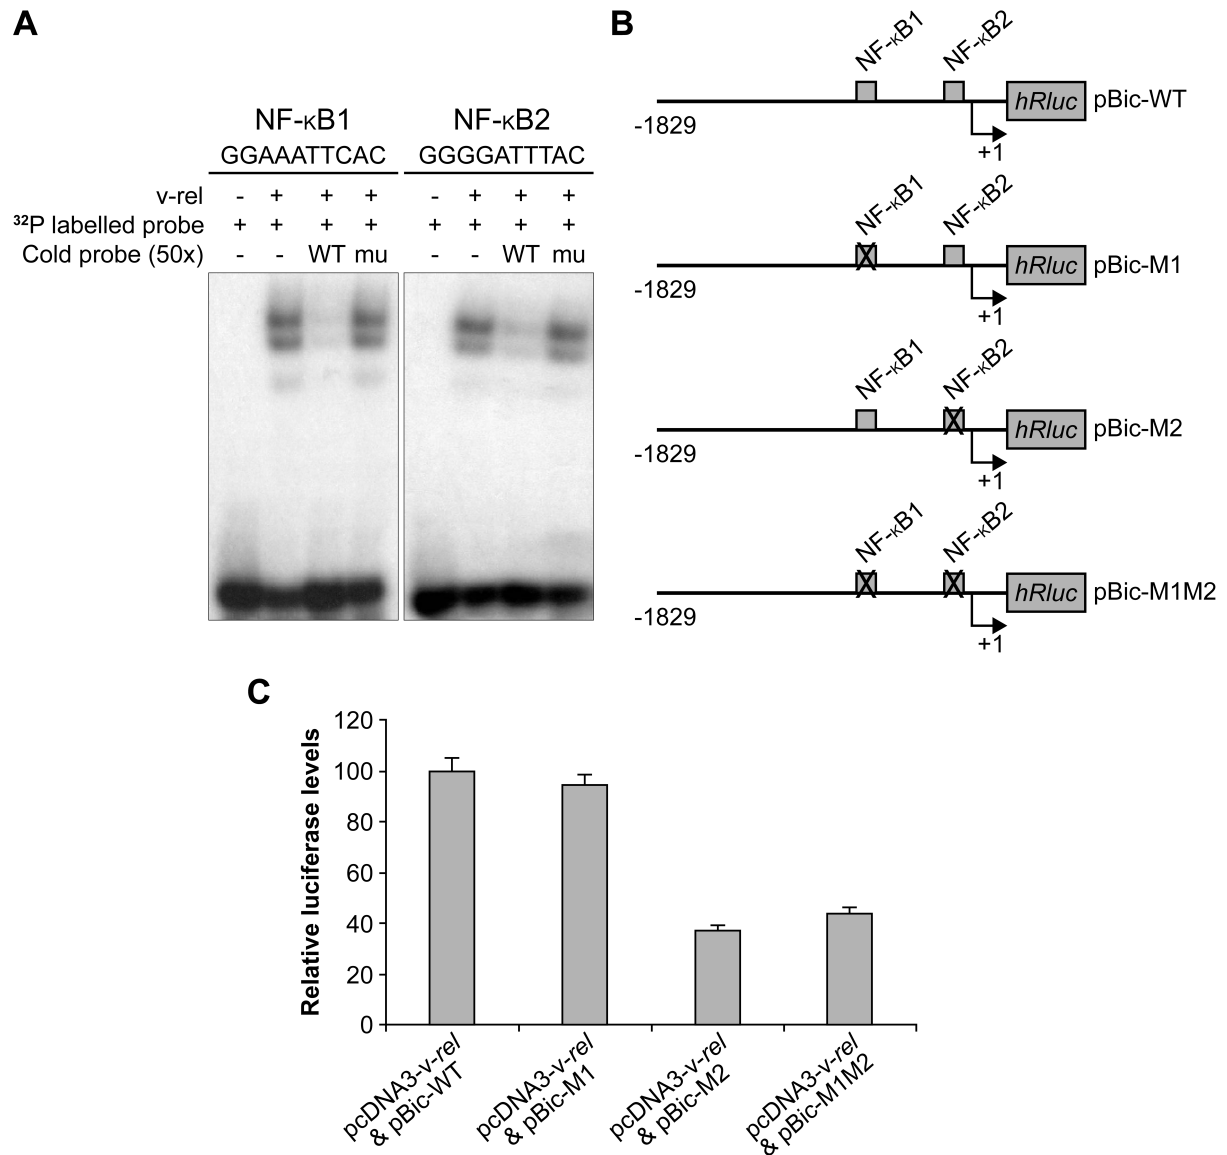 A
NF-κB1 NF-κB2
GGAAATTCAC GGGGATTTAC
v-rel - + + + - + + +
³²P labelled probe + + + + + + + +
Cold probe (50x) - - WT mu - - WT mu
B
NF-κB1 NF-κB2
hRluc pBic-WT
-1829
+1
NF-κB1 NF-κB2
X
hRluc pBic-M1
-1829
+1
NF-κB1 NF-κB2
X
hRluc pBic-M2
-1829
+1
NF-κB1 NF-κB2
X X
hRluc pBic-M1M2
-1829
+1
C
Relative luciferase levels
120
100
80
60
40
20
0
pcDNA3-v-rel
& pBic-WT
pcDNA3-v-rel
& pBic-M1
pcDNA3-v-rel
& pBic-M2
pcDNA3-v-rel
& pBic-M1M2